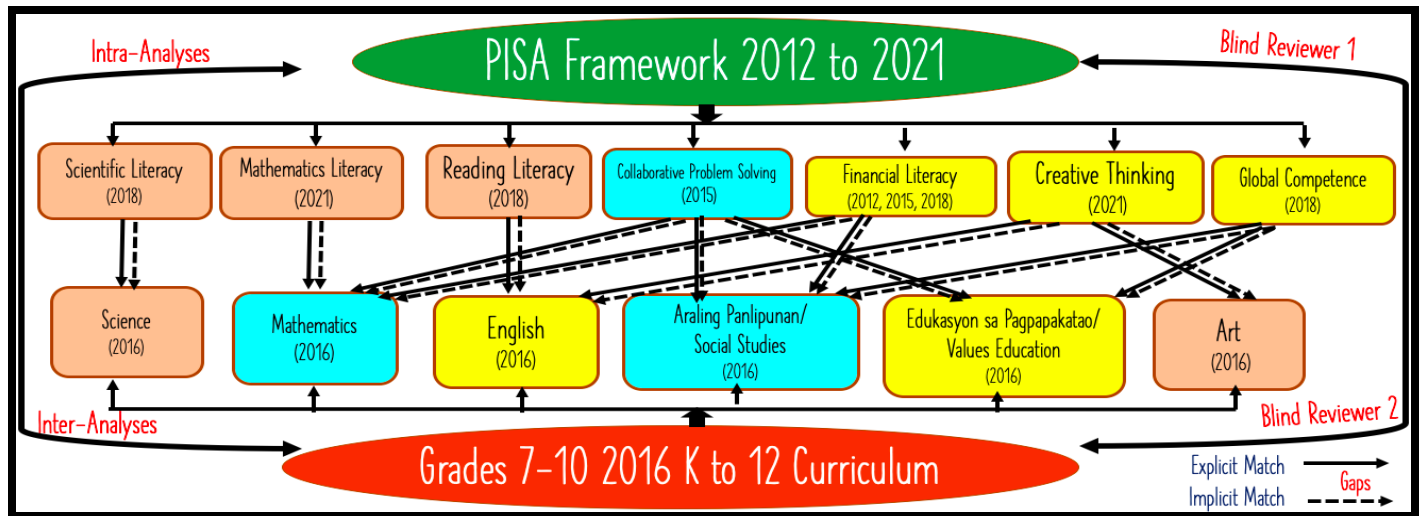 Intra-Analyses
PISA Framework 2012 to 2021
Blind Reviewer 1
Scientific Literacy
(2018)
Mathematics Literacy
(2021)
Reading Literacy
(2018)
Collaborative Problem Solving
(2015)
Financial Literacy
(2012, 2015, 2018)
Creative Thinking
(2021)
Global Competence
(2018)
Science
(2016)
Mathematics
(2016)
English
(2016)
Araling Panlipunan/
Social Studies
(2016)
Edukasyon sa Pagpapakatao/
Values Education
(2016)
Art
(2016)
Inter-Analyses
Grades 7-10 2016 K to 12 Curriculum
Blind Reviewer 2
Explicit Match
Gaps
Implicit Match